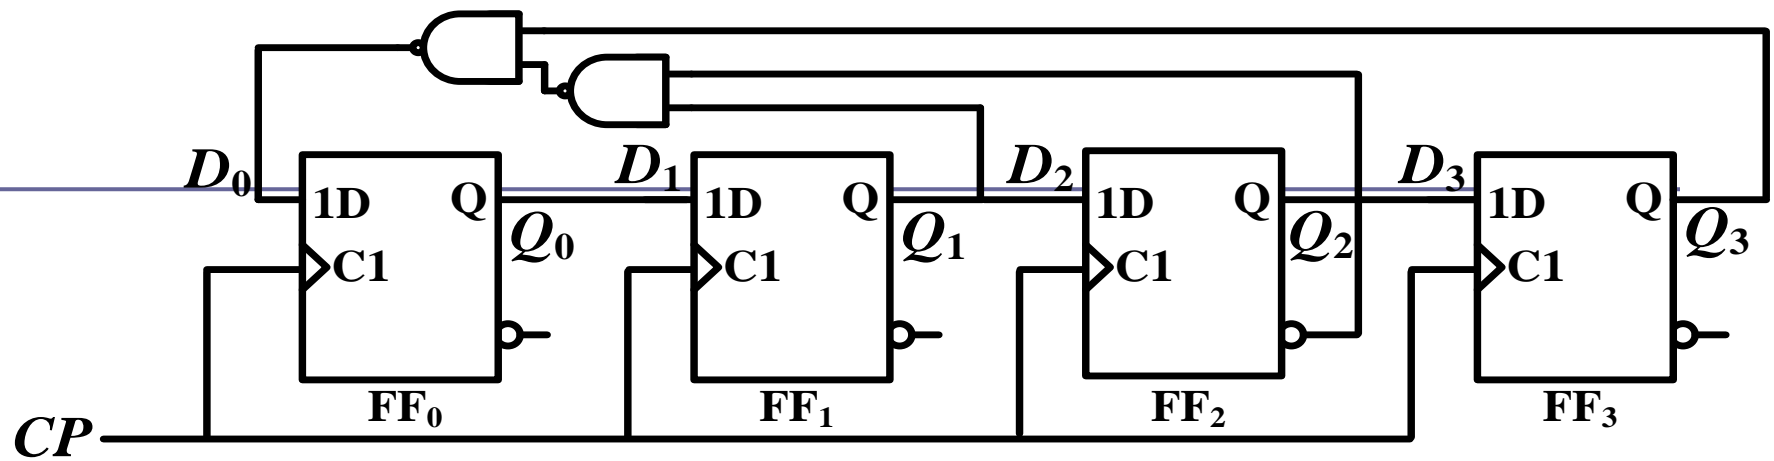 D₀ D₁ D₂ D₃
1D Q 1D Q 1D Q 1D Q
Q₀ Q₁ Q₂ Q₃
C1 C1 C1 C1
FF₀ FF₁ FF₂ FF₃
CP